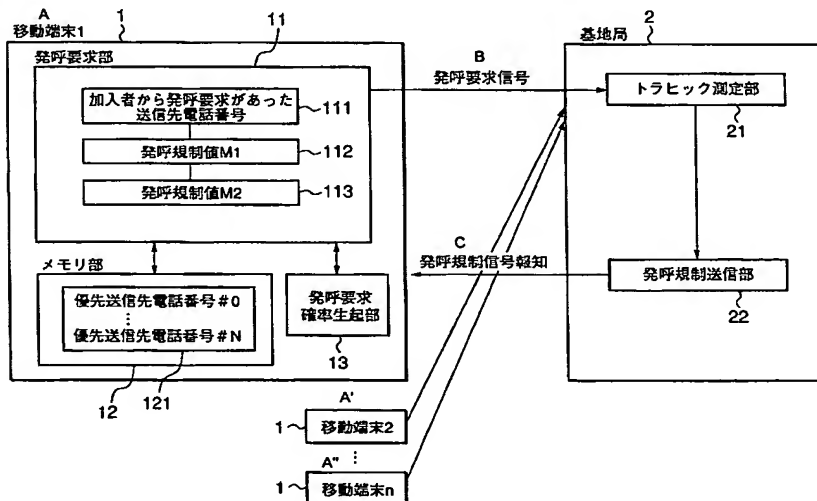 A
移動端末1
1
発呼要求部
11
加入者から発呼要求があった
送信先電話番号
111
発呼規制値M1
112
発呼規制値M2
113
メモリ部
優先送信先電話番号#0
⋮
優先送信先電話番号#N
12
121
発呼要求
確率生起部
13
B
発呼要求信号
C
発呼規制信号報知
基地局
2
トラヒック測定部
21
発呼規制送信部
22
A'
1
移動端末2
⋮
A"
1
移動端末n